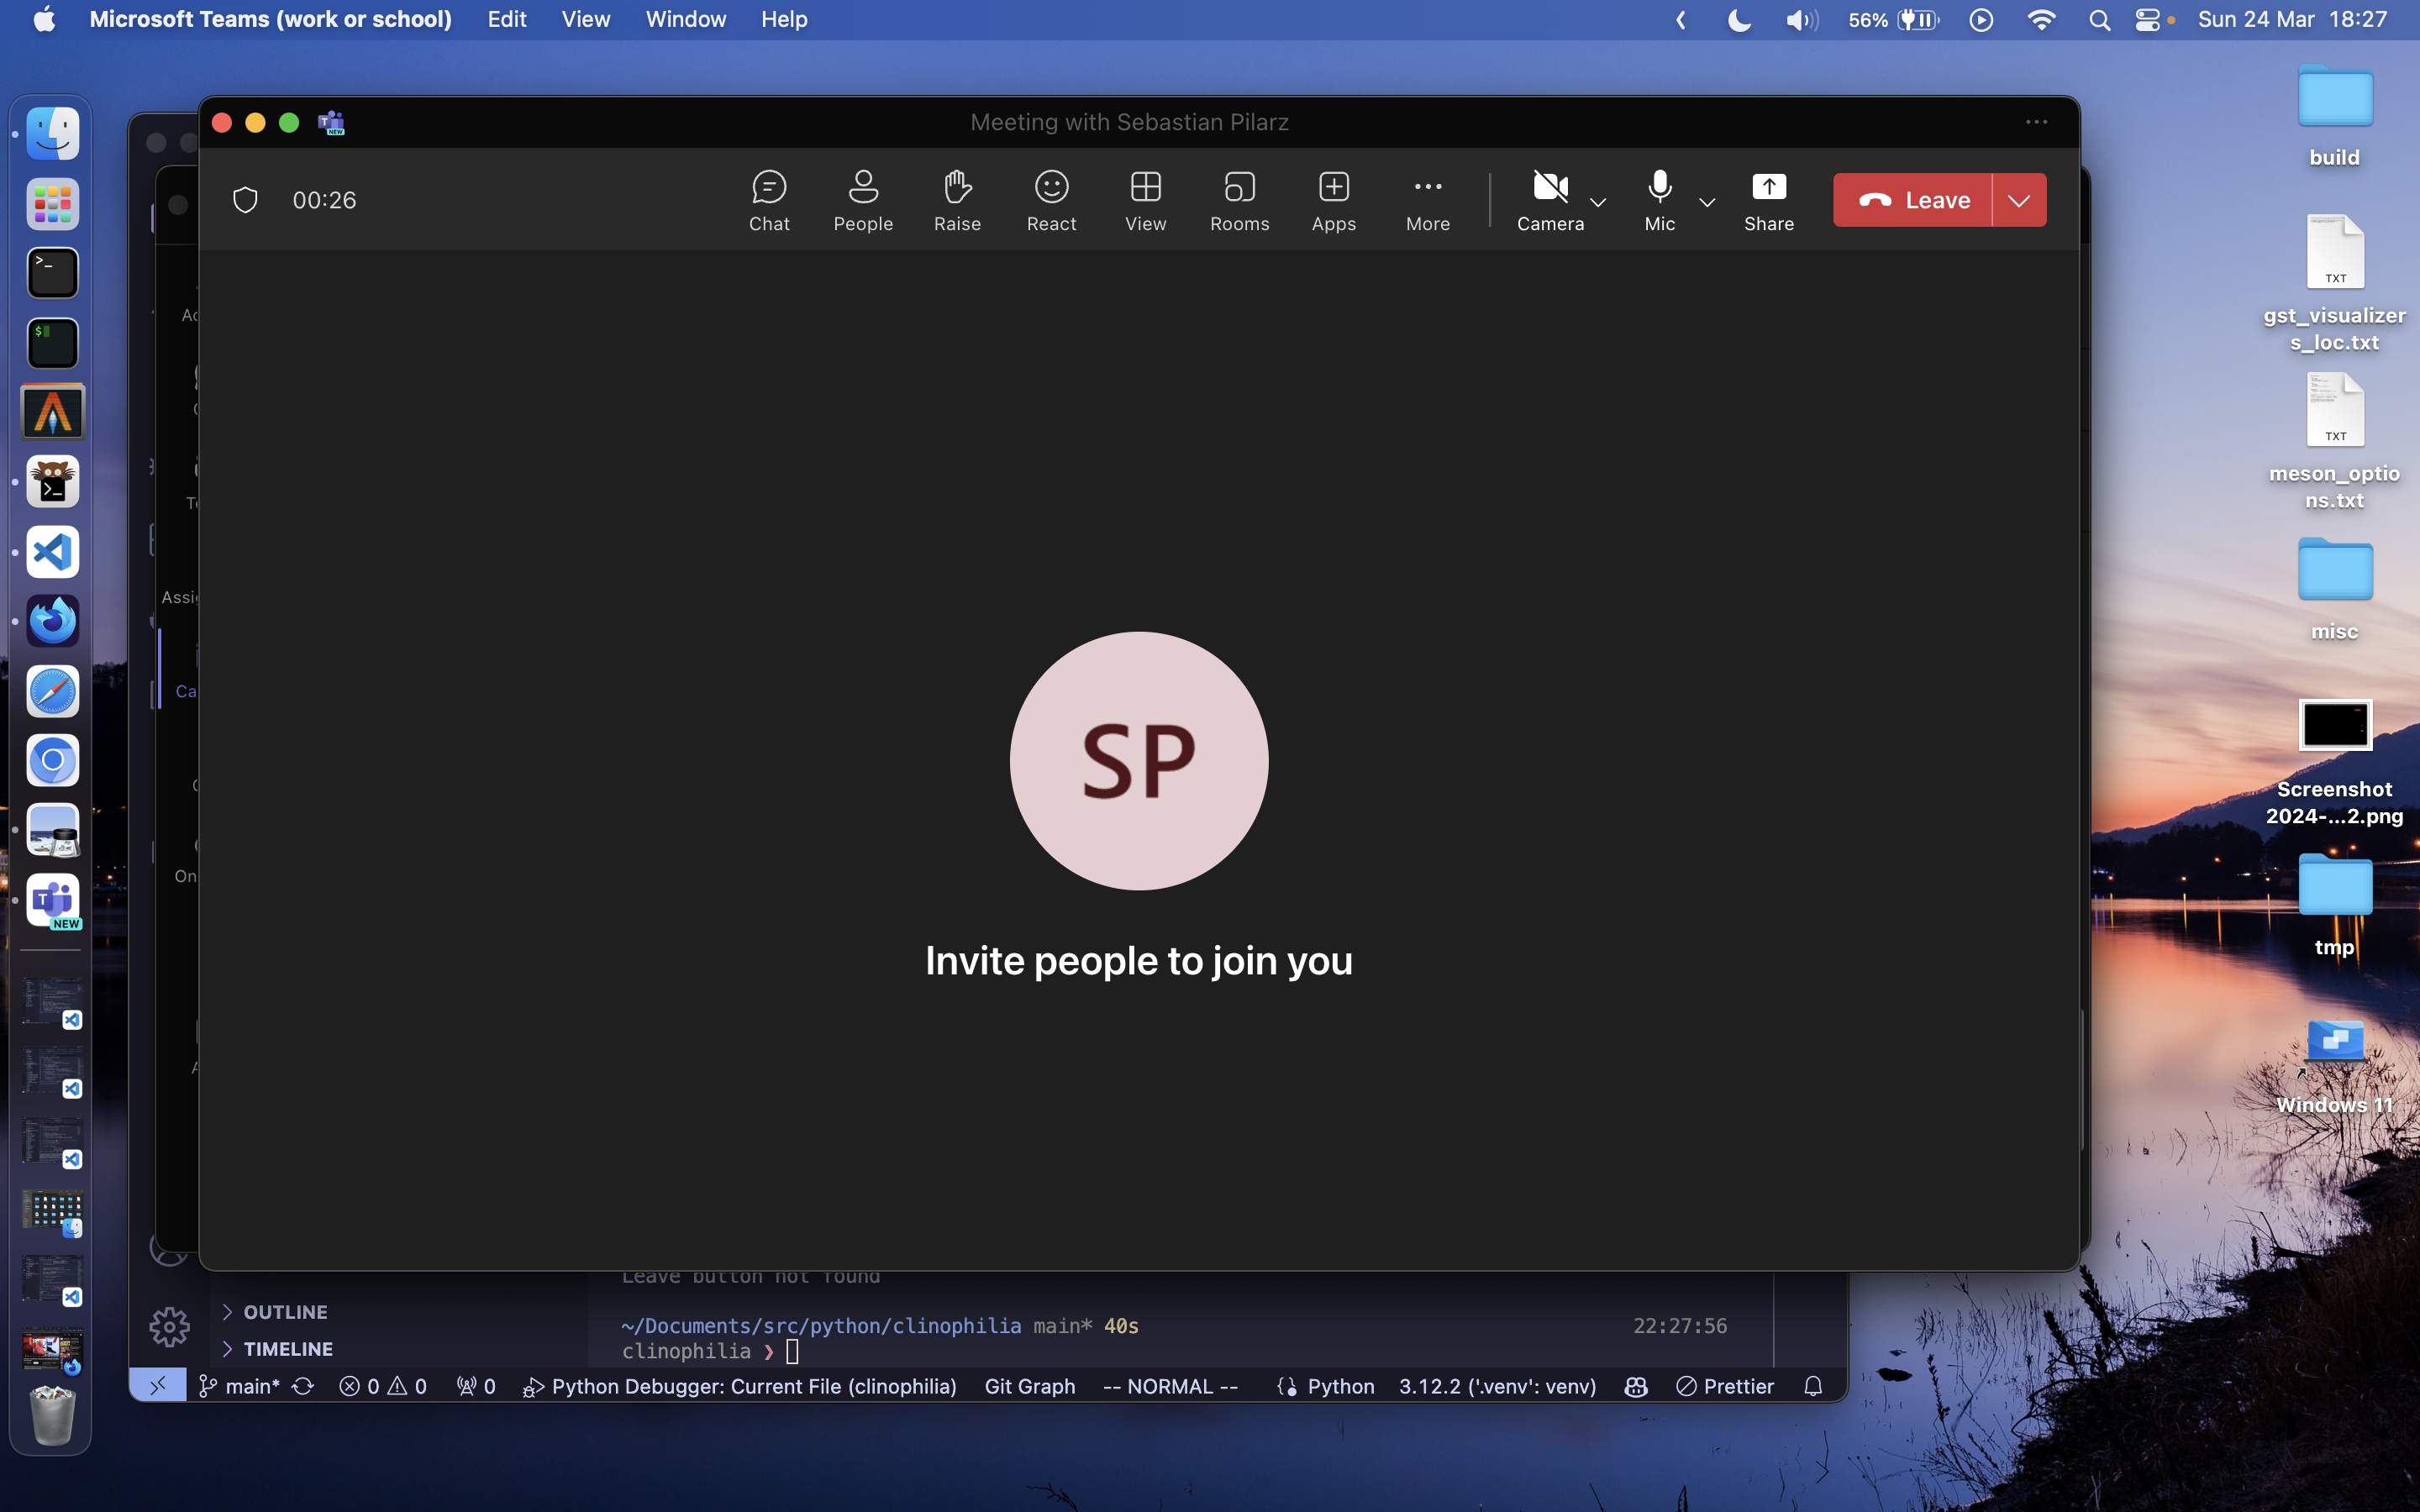 Microsoft Teams (work or school) Edit View Window Help 56% Sun 24 Mar 18:27
Meeting with Sebastian Pilarz
00:26
Chat People Raise React View Rooms Apps More Camera Mic Share Leave
SP
Invite people to join you
Leave button not found
OUTLINE
~/Documents/src/python/clinophilia main* 40s 22:27:56
TIMELINE
clinophilia ❯
main* 0 0 0 Python Debugger: Current File (clinophilia) Git Graph -- NORMAL -- Python 3.12.2 ('.venv': venv) Prettier
build
TXT
gst_visualizer
s_loc.txt
TXT
meson_optio
ns.txt
misc
Screenshot
2024-...2.png
tmp
Windows 11
NEW
Assi
Ca
On